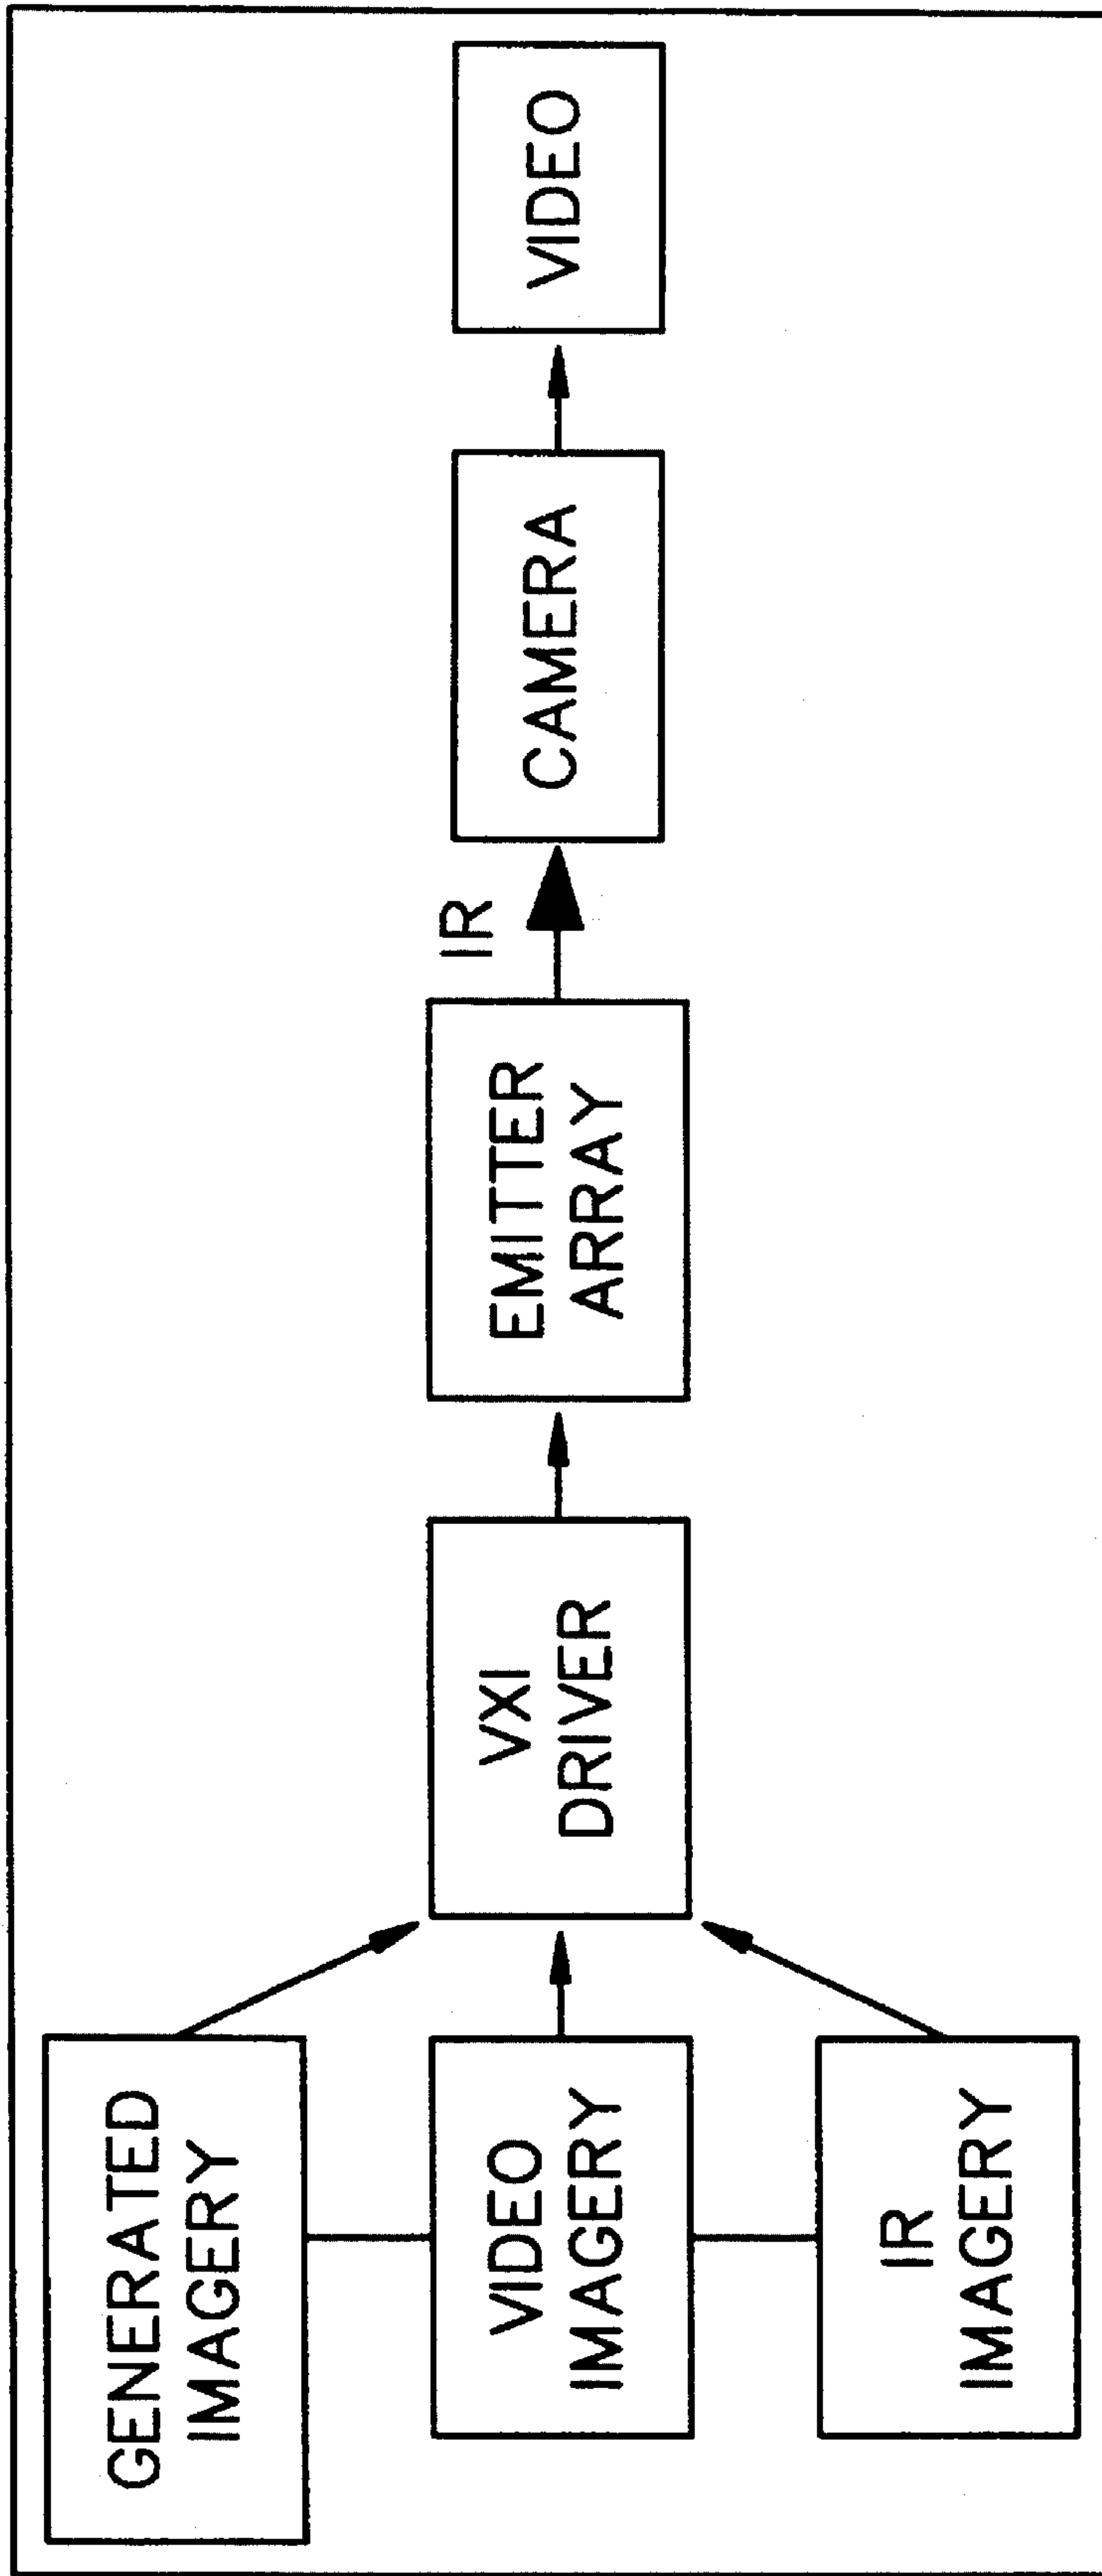 GENERATED
IMAGERY
VIDEO
IMAGERY
IR
IMAGERY
VXI
DRIVER
EMITTER
ARRAY
IR
CAMERA
VIDEO